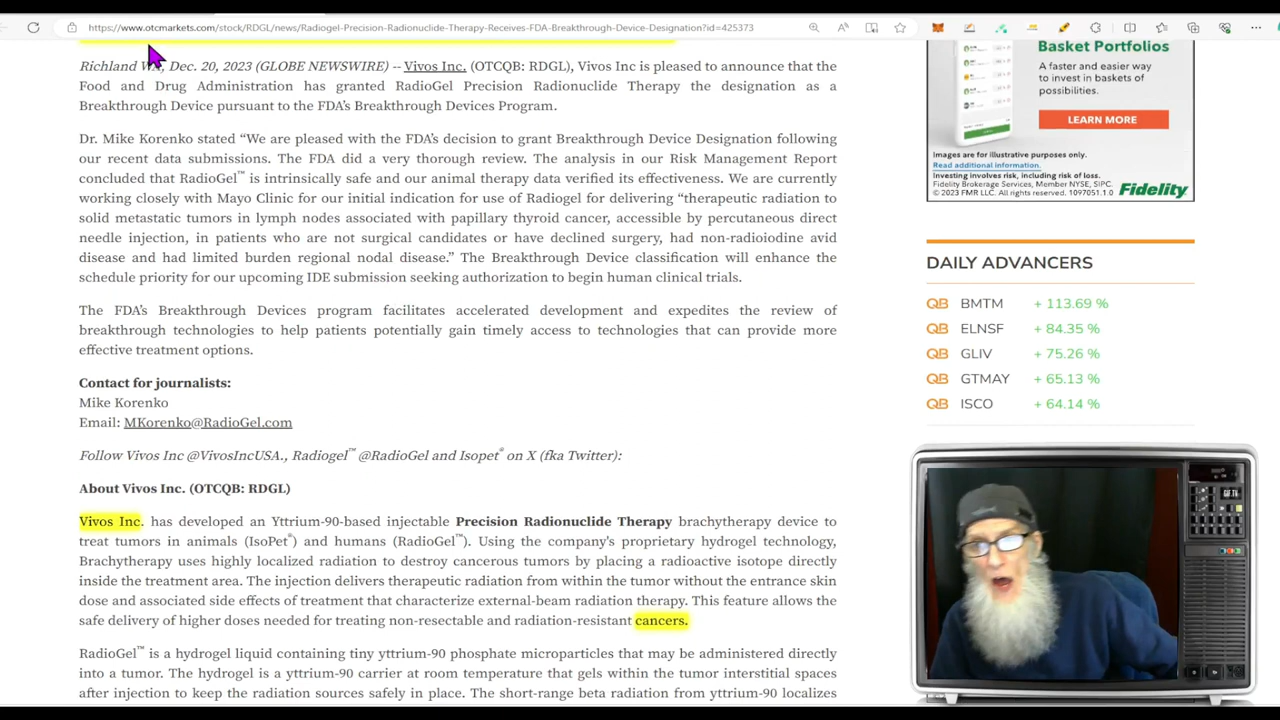 https://www.otcmarkets.com/stock/RDGL/news/Radiogel-Precision-Radionuclide-Therapy-Receives-FDA-Breakthrough-Device-Designation?id=425373
Richland WA, Dec. 20, 2023 (GLOBE NEWSWIRE) -- Vivos Inc. (OTCQB: RDGL), Vivos Inc is pleased to announce that the
Food and Drug Administration has granted RadioGel Precision Radionuclide Therapy the designation as a
Breakthrough Device pursuant to the FDA's Breakthrough Devices Program.
Dr. Mike Korenko stated “We are pleased with the FDA's decision to grant Breakthrough Device Designation following
our recent data submissions. The FDA did a very thorough review. The analysis in our Risk Management Report
concluded that RadioGel™ is intrinsically safe and our animal therapy data verified its effectiveness. We are currently
working closely with Mayo Clinic for our initial indication for use of Radiogel for delivering “therapeutic radiation to
solid metastatic tumors in lymph nodes associated with papillary thyroid cancer, accessible by percutaneous direct
needle injection, in patients who are not surgical candidates or have declined surgery, had non-radioiodine avid
disease and had limited burden regional nodal disease.” The Breakthrough Device classification will enhance the
schedule priority for our upcoming IDE submission seeking authorization to begin human clinical trials.
The FDA's Breakthrough Devices program facilitates accelerated development and expedites the review of
breakthrough technologies to help patients potentially gain timely access to technologies that can provide more
effective treatment options.
Contact for journalists:
Mike Korenko
Email: MKorenko@RadioGel.com
Follow Vivos Inc @VivosIncUSA., Radiogel™ @RadioGel and Isopet® on X (fka Twitter):
About Vivos Inc. (OTCQB: RDGL)
Vivos Inc. has developed an Yttrium-90-based injectable Precision Radionuclide Therapy brachytherapy device to
treat tumors in animals (IsoPet®) and humans (RadioGel™). Using the company's proprietary hydrogel technology,
Brachytherapy uses highly localized radiation to destroy cancerous tumors by placing a radioactive isotope directly
inside the treatment area. The injection delivers therapeutic radiation from within the tumor without the entrance skin
dose and associated side effects of treatment that characterize external-beam radiation therapy. This feature allows the
safe delivery of higher doses needed for treating non-resectable and radiation-resistant cancers.
RadioGel™ is a hydrogel liquid containing tiny yttrium-90 phosphate microparticles that may be administered directly
into a tumor. The hydrogel is a yttrium-90 carrier at room temperature that gels within the tumor interstitial spaces
after injection to keep the radiation sources safely in place. The short-range beta radiation from yttrium-90 localizes
Basket Portfolios
A faster and easier
way to invest in baskets
of possibilities.
LEARN MORE
Images are for illustrative purposes only.
Read additional information.
Investing involves risk, including risk of loss.
Fidelity Brokerage Services, Member NYSE, SIPC.
© 2023 FMR LLC. All rights reserved. 1097051.1.0
Fidelity
DAILY ADVANCERS
QB BMTM + 113.69 %
QB ELNSF + 84.35 %
QB GLIV + 75.26 %
QB GTMAY + 65.13 %
QB ISCO + 64.14 %
GIF.TV